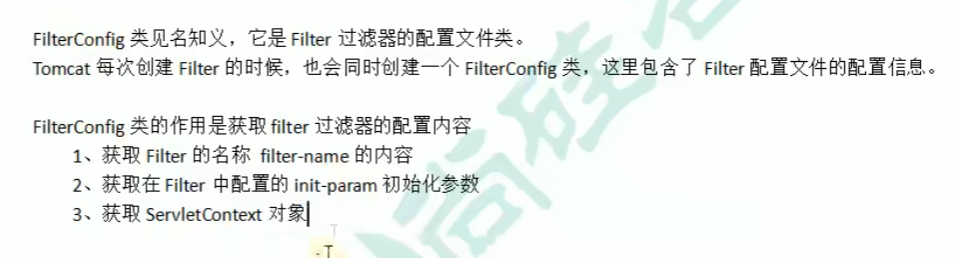 FilterConfig 类见名知义，它是 Filter 过滤器的配置文件类。
Tomcat 每次创建 Filter 的时候，也会同时创建一个 FilterConfig 类，这里包含了 Filter 配置文件的配置信息。
FilterConfig 类的作用是获取 filter 过滤器的配置内容
1、获取 Filter 的名称 filter-name 的内容
2、获取在 Filter 中配置的 init-param 初始化参数
3、获取 ServletContext 对象
尚硅谷